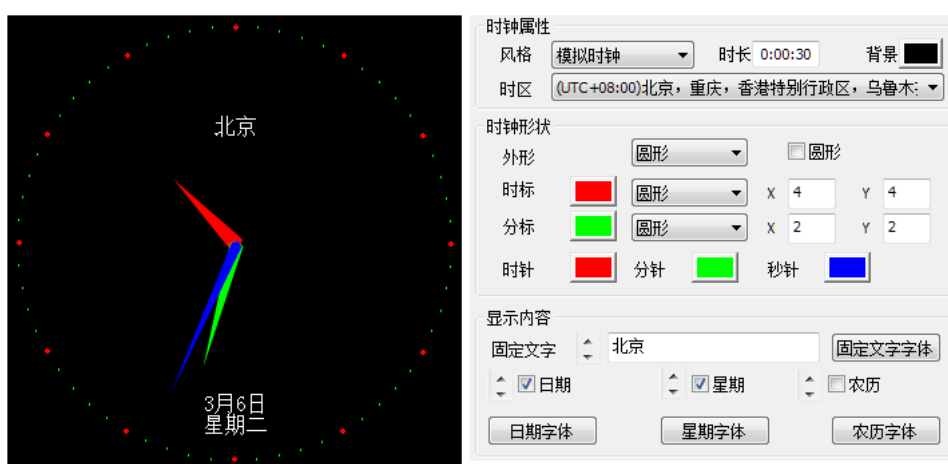 北京
3月6日
星期二
时钟属性
风格 模拟时钟 时长 0:00:30 背景
时区 (UTC+08:00)北京，重庆，香港特别行政区，乌鲁木
时钟形状
外形 圆形 圆形
时标 圆形 X 4 Y 4
分标 圆形 X 2 Y 2
时针 分针 秒针
显示内容
固定文字 北京 固定文字字体
日期 星期 农历
日期字体 星期字体 农历字体